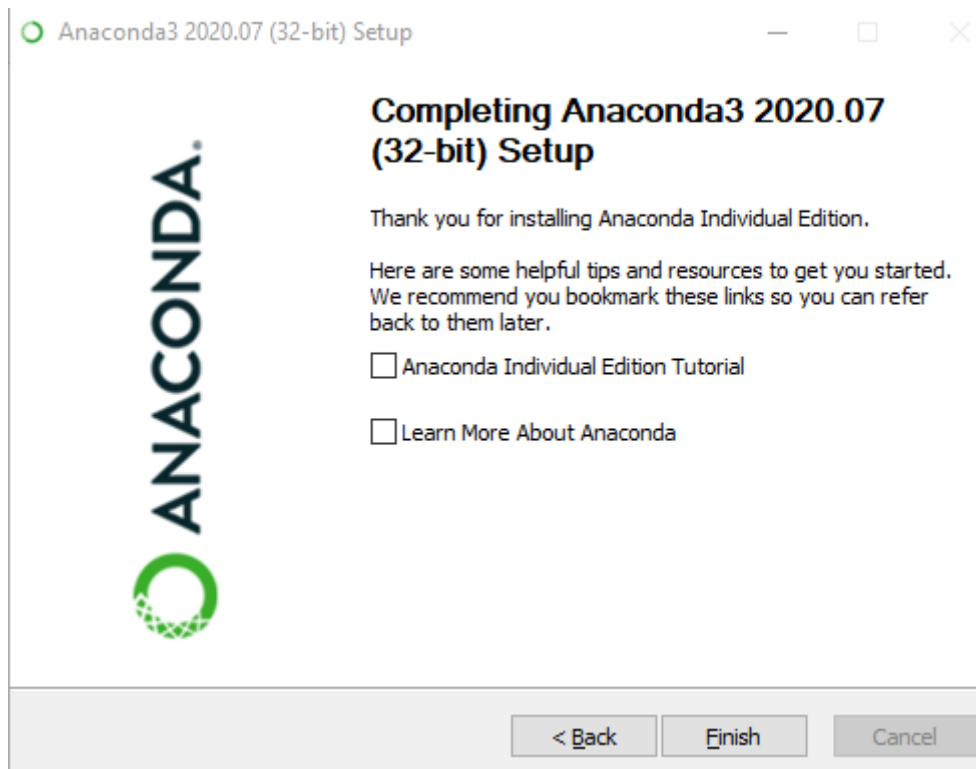 Anaconda3 2020.07 (32-bit) Setup
Completing Anaconda3 2020.07
(32-bit) Setup
Thank you for installing Anaconda Individual Edition.
Here are some helpful tips and resources to get you started.
We recommend you bookmark these links so you can refer
back to them later.
Anaconda Individual Edition Tutorial
Learn More About Anaconda
ANACONDA.
< Back
Finish
Cancel